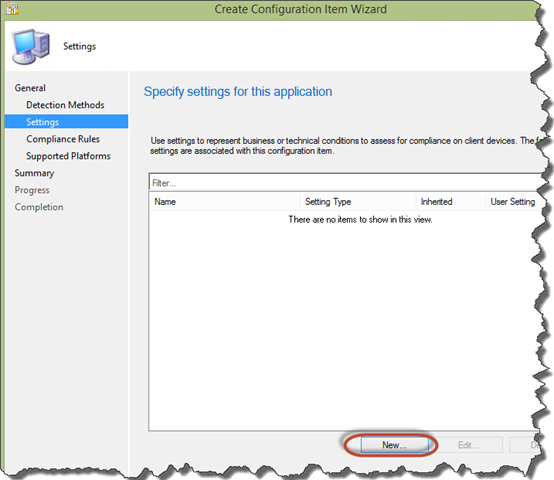 Create Configuration Item Wizard
Settings
General
Detection Methods
Settings
Compliance Rules
Supported Platforms
Summary
Progress
Completion
Specify settings for this application
Use settings to represent business or technical conditions to assess for compliance on client devices. The
settings are associated with this configuration item.
Filter...
Name Setting Type Inherited User Setting
There are no items to show in this view.
New... Edit...